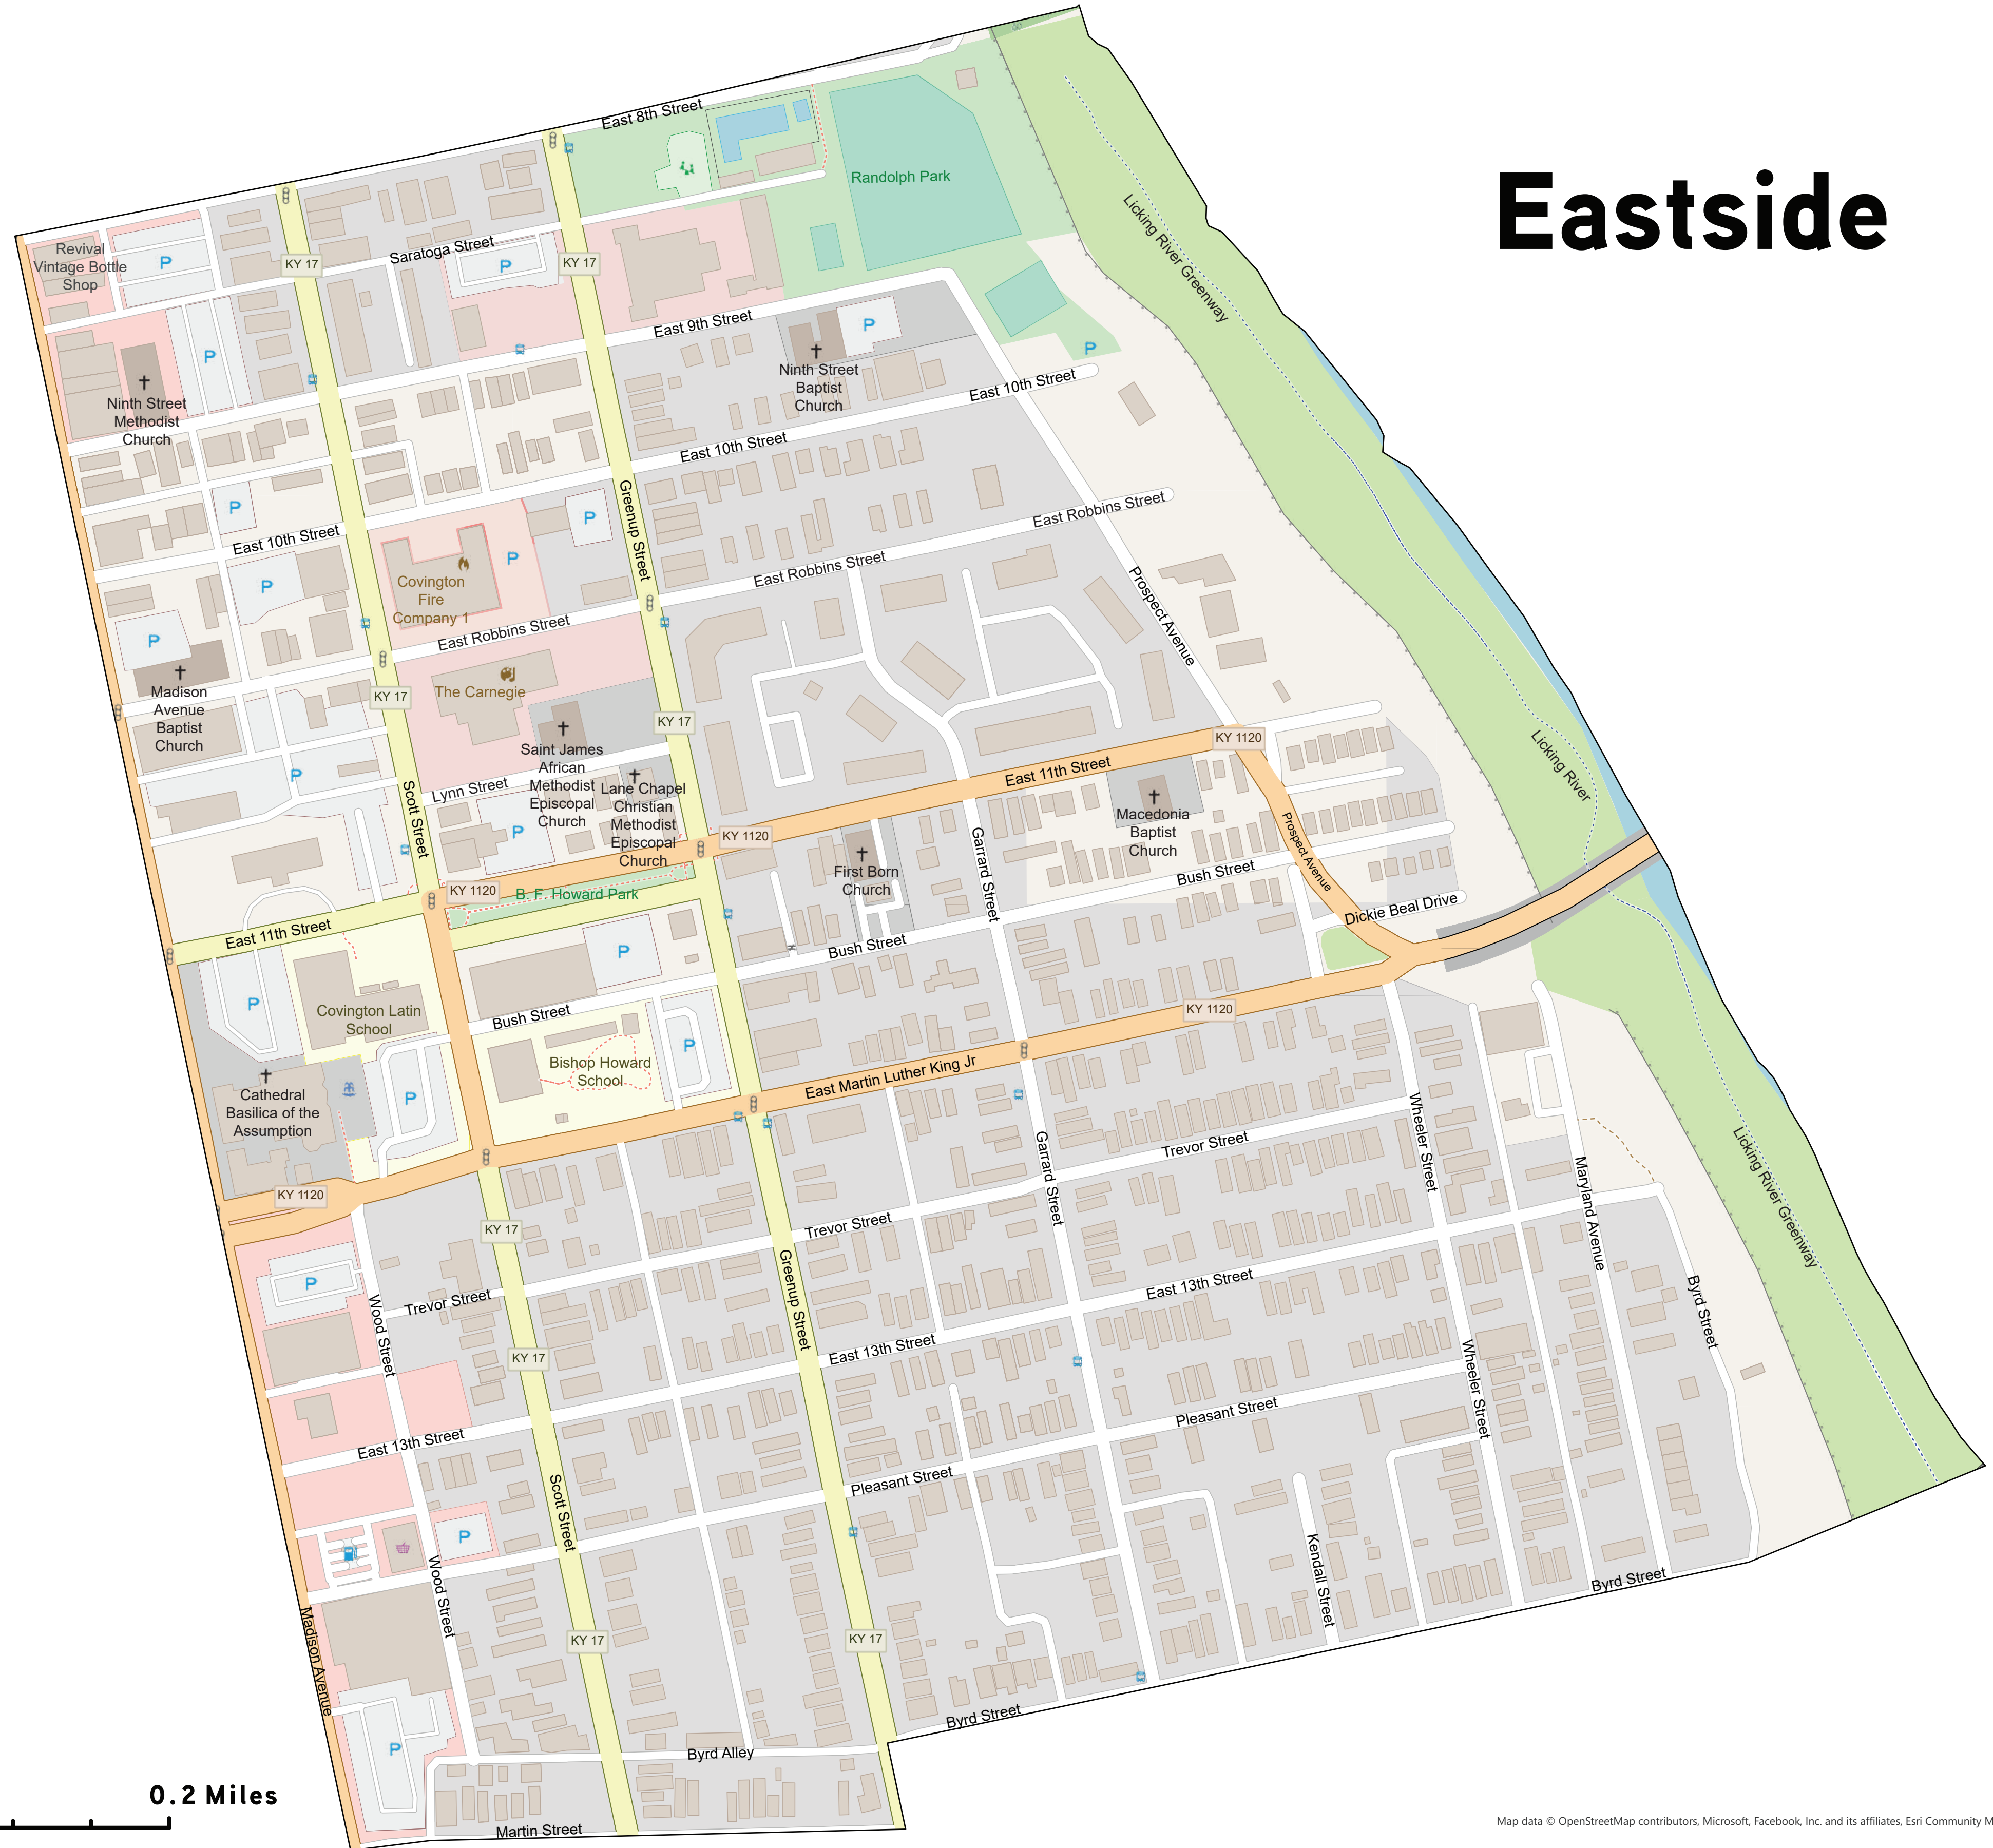 Eastside
East 8th Street
Randolph Park
Licking River Greenway
Revival
Vintage Bottle
Shop
P
KY 17
Saratoga Street
P
KY 17
East 9th Street
P
P
Ninth Street
Methodist
Church
Ninth Street
Baptist
Church
P
East 10th Street
East 10th Street
P
East 10th Street
Greenup Street
P
East Robbins Street
P
P
Covington
Fire
Company 1
East Robbins Street
Prospect Avenue
P
East Robbins Street
Madison
Avenue
Baptist
Church
KY 17
The Carnegie
KY 17
Saint James
African
Methodist
Episcopal
Church
KY 1120
Licking River
P
East 11th Street
Scott Street
Lynn Street
Lane Chapel
Christian
Methodist
Episcopal
Church
P
KY 1120
Macedonia
Baptist
Church
Prospect Avenue
Garrard Street
First Born
Church
KY 1120
B. F. Howard Park
Bush Street
East 11th Street
Dickie Beal Drive
Bush Street
P
P
Covington Latin
School
Bush Street
KY 1120
P
Bishop Howard
School
East Martin Luther King Jr
P
Cathedral
Basilica of the
Assumption
Wheeler Street
Trevor Street
Garrard Street
Maryland Avenue
Licking River Greenway
KY 1120
KY 17
Trevor Street
P
East 13th Street
Greenup Street
Byrd Street
Trevor Street
Wood Street
KY 17
East 13th Street
Wheeler Street
Pleasant Street
East 13th Street
Pleasant Street
Scott Street
P
Kendall Street
Wood Street
Byrd Street
Madison Avenue
KY 17
KY 17
Byrd Street
P
Byrd Alley
0.2 Miles
Martin Street
Map data © OpenStreetMap contributors, Microsoft, Facebook, Inc. and its affiliates, Esri Community M